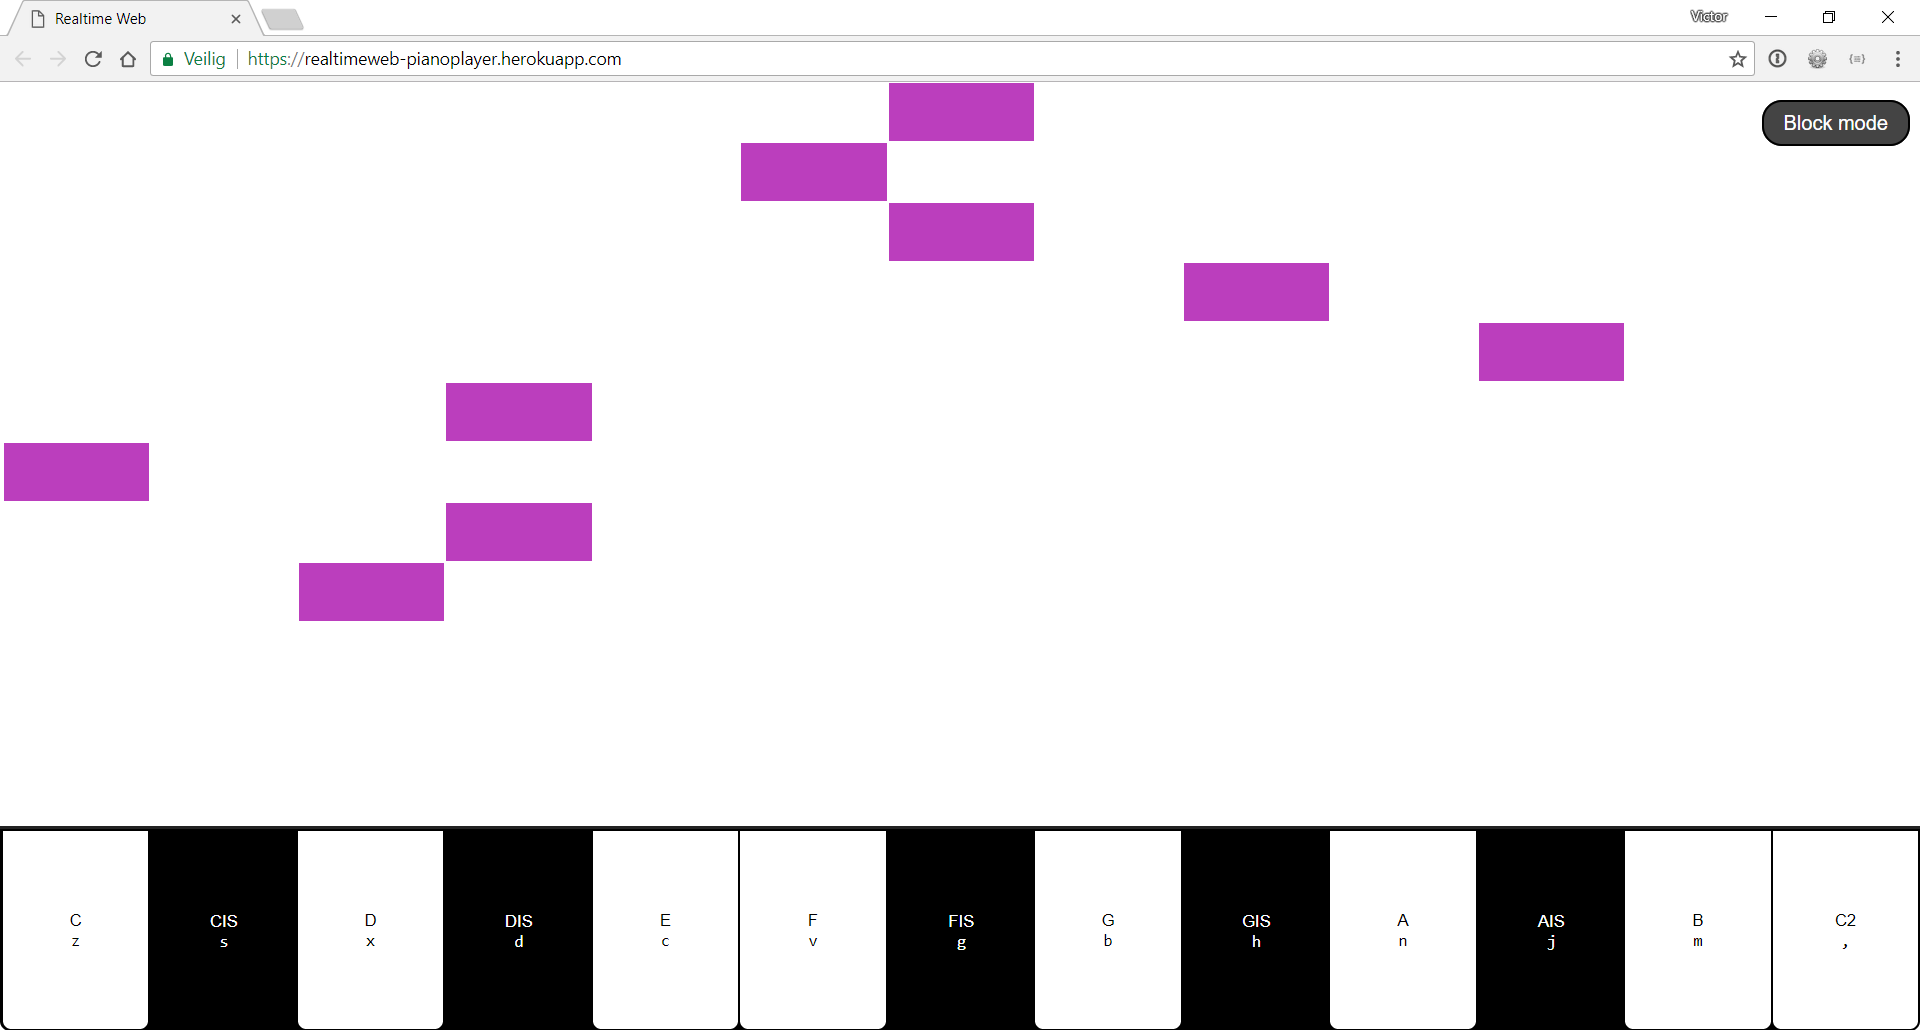 Realtime Web
Victor
Veilig https://realtimeweb-pianoplayer.herokuapp.com
Block mode
C CIS D DIS E F FIS G GIS A AIS B C2
z s x d c v g b h n j m ,